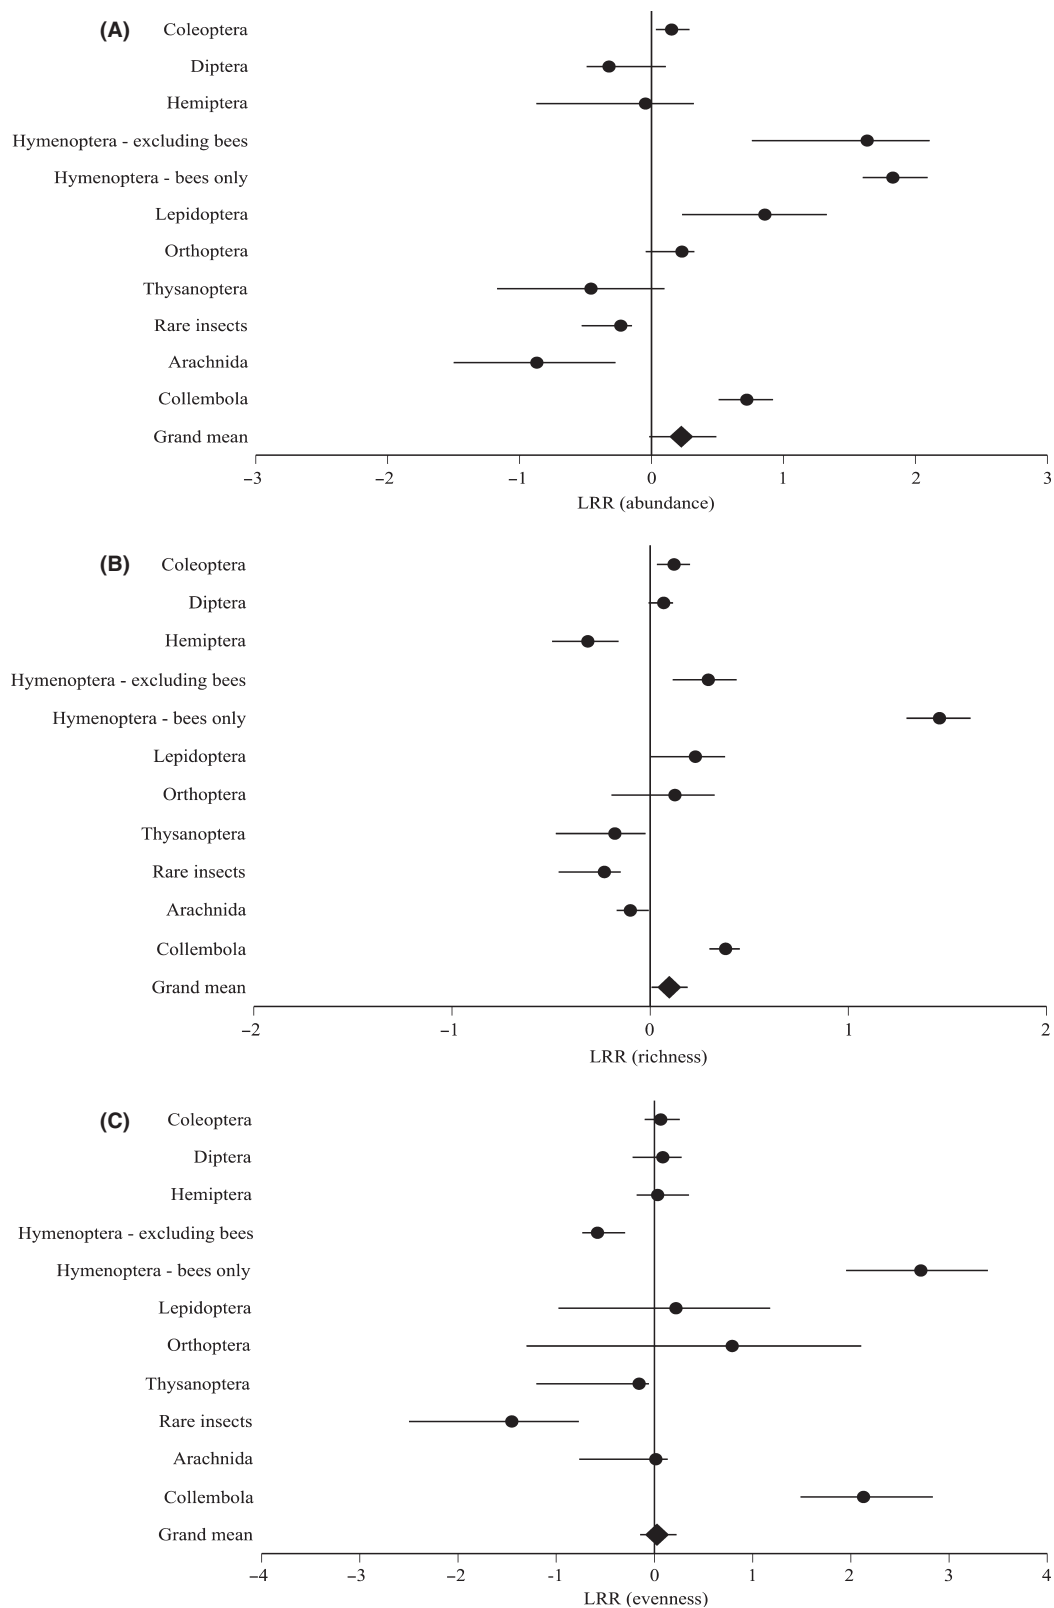 (A) Coleoptera
Diptera
Hemiptera
Hymenoptera - excluding bees
Hymenoptera - bees only
Lepidoptera
Orthoptera
Thysanoptera
Rare insects
Arachnida
Collembola
Grand mean
−3 −2 −1 0 1 2 3
LRR (abundance)
(B) Coleoptera
Diptera
Hemiptera
Hymenoptera - excluding bees
Hymenoptera - bees only
Lepidoptera
Orthoptera
Thysanoptera
Rare insects
Arachnida
Collembola
Grand mean
−2 −1 0 1 2
LRR (richness)
(C) Coleoptera
Diptera
Hemiptera
Hymenoptera - excluding bees
Hymenoptera - bees only
Lepidoptera
Orthoptera
Thysanoptera
Rare insects
Arachnida
Collembola
Grand mean
−4 −3 −2 -1 0 1 2 3 4
LRR (evenness)